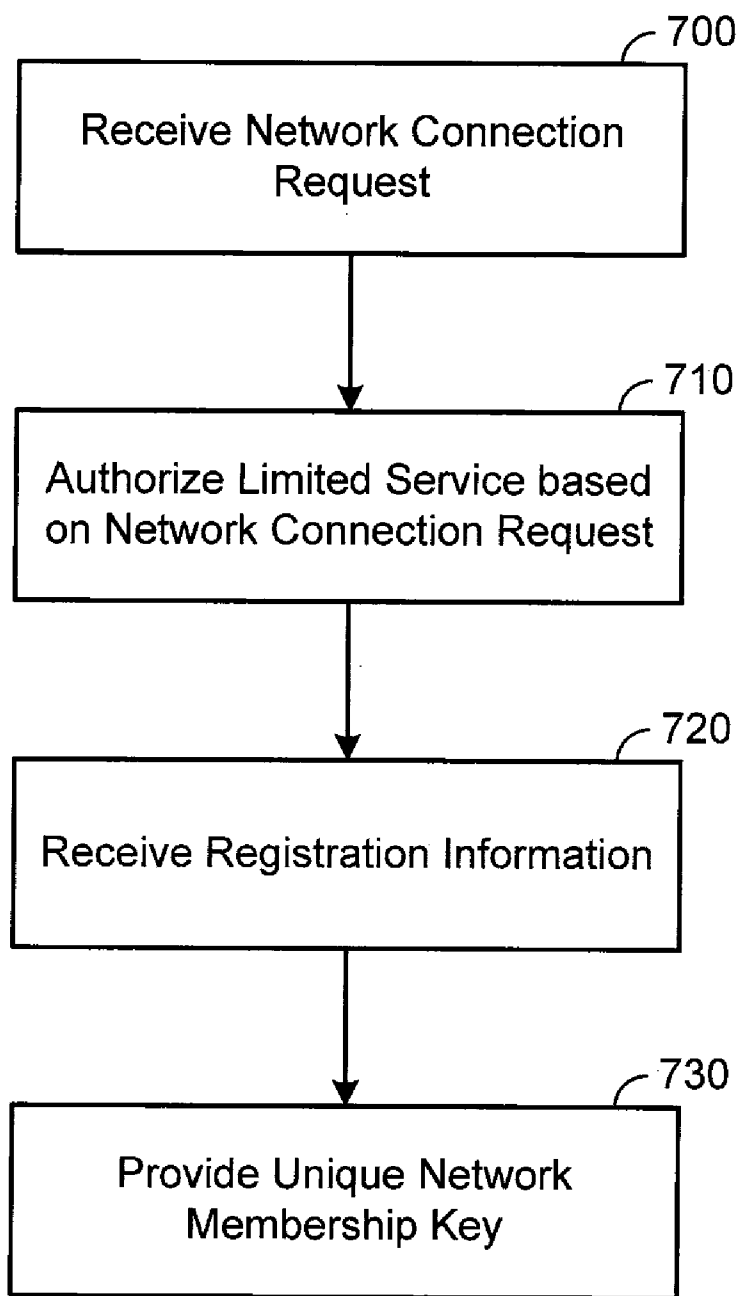 700
Receive Network Connection
Request
710
Authorize Limited Service based
on Network Connection Request
720
Receive Registration Information
730
Provide Unique Network
Membership Key